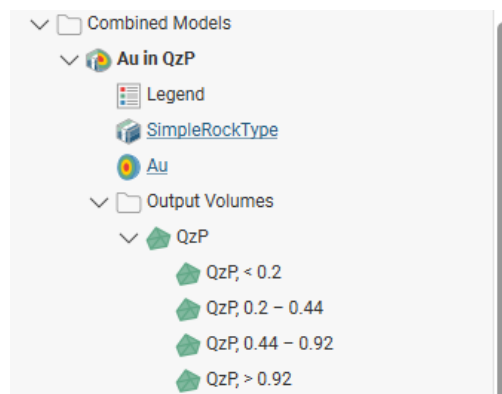 Combined Models
Au in QzP
Legend
SimpleRockType
Au
Output Volumes
QzP
QzP, < 0.2
QzP, 0.2 – 0.44
QzP, 0.44 – 0.92
QzP, > 0.92